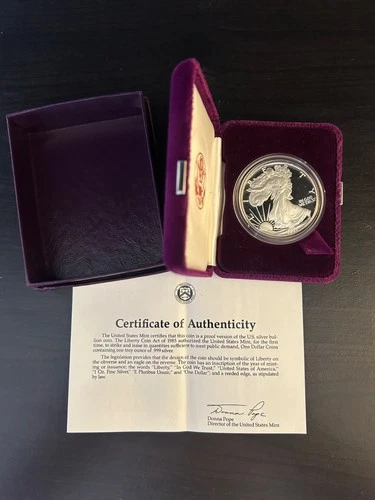 Certificate of Authenticity
The United States Mint certifies that this coin is a proof version of the U.S. silver bul-
lion coin. The Liberty Coin Act of 1985 authorized the United States Mint, for the first
time, to strike and issue in quantities sufficient to meet public demand, One Dollar Coins
containing one troy ounce of .999 silver.
The legislation provides that the design of the coin should be symbolic of Liberty on
the obverse and an eagle on the reverse. The coin has an inscription of the year of mint-
ing or issuance; the words "Liberty," "In God We Trust," "United States of America,"
"1 Oz. Fine Silver," "E Pluribus Unum," and "One Dollar"; and a reeded edge, as stipulated
by law.
Donna Pope
Donna Pope
Director of the United States Mint